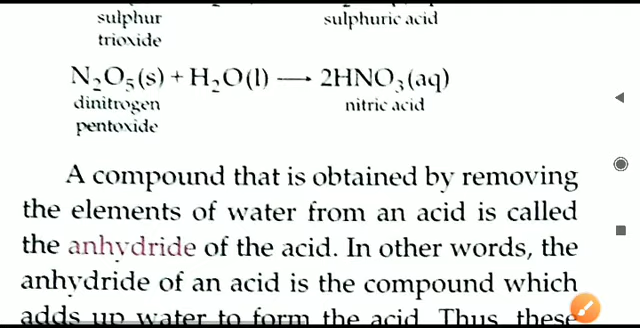 sulphur sulphuric acid
trioxide
N₂O₅(s) + H₂O(l) ⟶ 2HNO₃(aq)
dinitrogen nitric acid
pentoxide
A compound that is obtained by removing
the elements of water from an acid is called
the anhydride of the acid. In other words, the
anhydride of an acid is the compound which
adds up water to form the acid. Thus, these